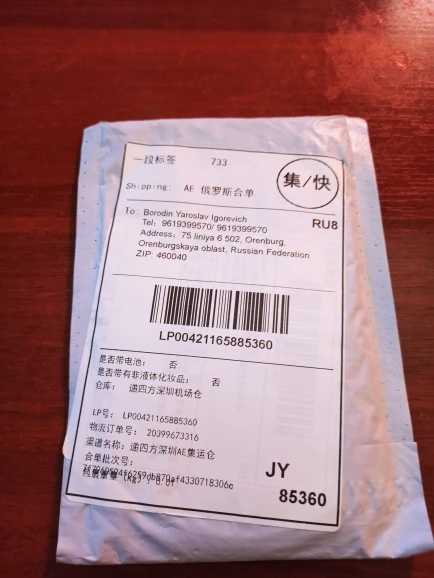 一段标签 733
集/快
Shipping: AE 俄罗斯合单
RU8
To: Borodin Yaroslav Igorevich
Tel: 9619399570/ 9619399570
Address: 75 liniya 6 502, Orenburg,
Orenburgskaya oblast, Russian Federation
ZIP: 460040
LP00421165885360
是否带电池: 否
是否带有非液体化妆品: 否
仓库: 递四方深圳机场仓
LP号: LP00421165885360
物流订单号: 20399673316
渠道名称: 递四方深圳AE集运仓
合单批次号:
JY
85360